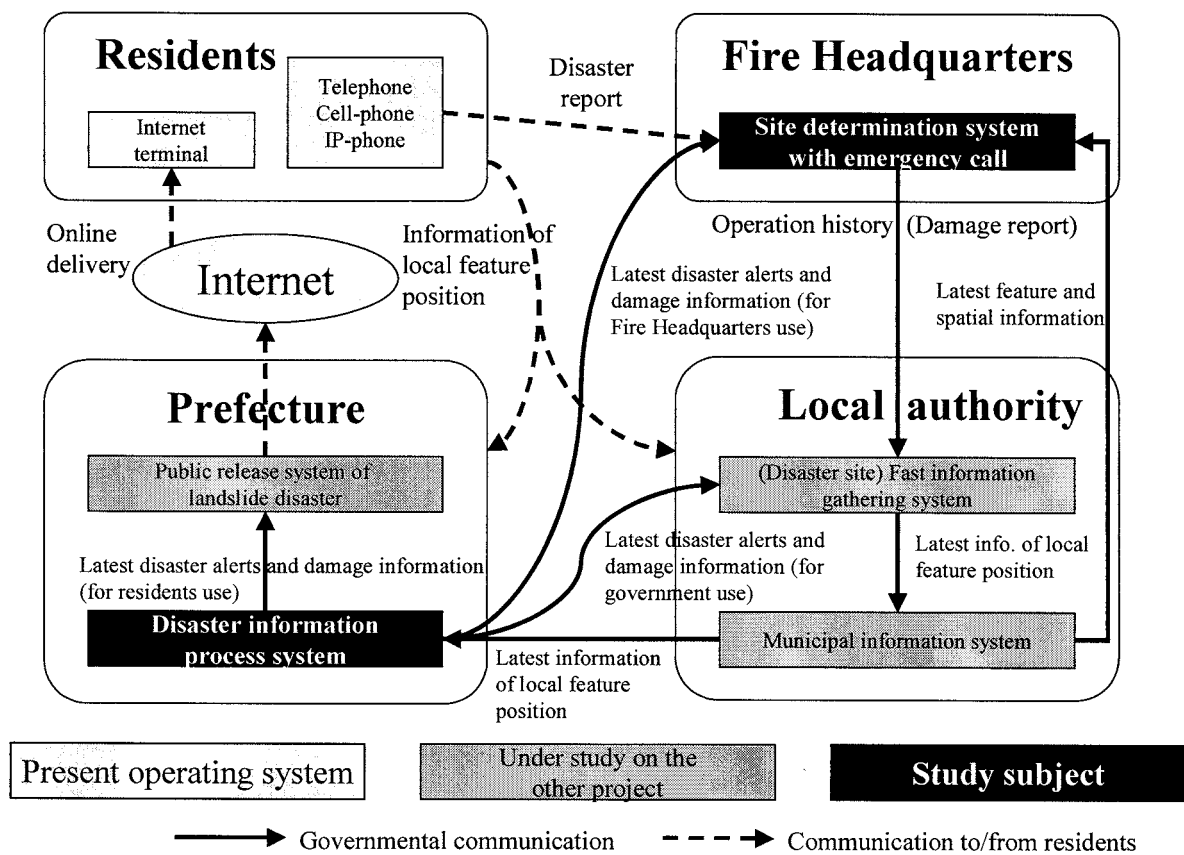 Residents
Telephone
Cell-phone
IP-phone
Internet
terminal
Disaster
report
Fire Headquarters
Site determination system
with emergency call
Online
delivery
Internet
Information of
local feature
position
Operation history (Damage report)
Latest disaster alerts and
damage information (for
Fire Headquarters use)
Latest feature and
spatial information
Prefecture
Public release system of
landslide disaster
Latest disaster alerts and damage information
(for residents use)
Disaster information
process system
Local authority
(Disaster site) Fast information
gathering system
Latest disaster alerts and
damage information (for
government use)
Latest info. of local
feature position
Municipal information system
Latest information
of local feature
position
Present operating system
Under study on the
other project
Study subject
Governmental communication
Communication to/from residents